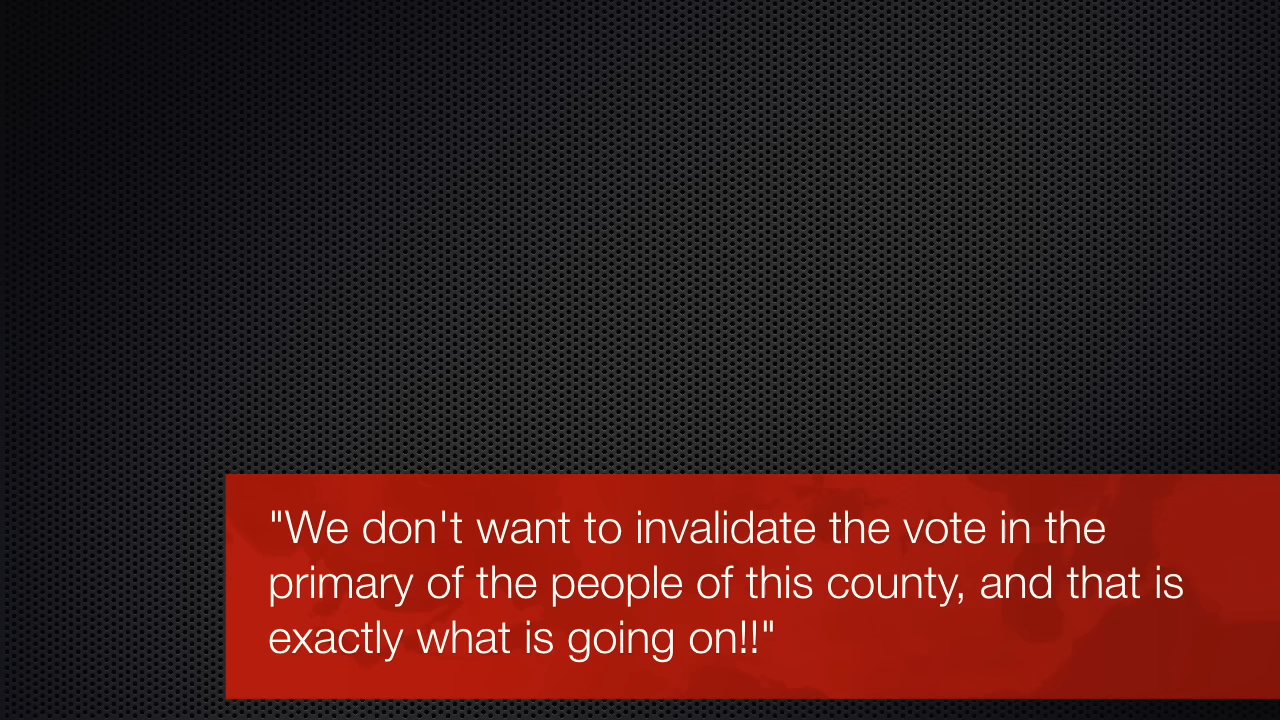 "We don't want to invalidate the vote in the
primary of the people of this county, and that is
exactly what is going on!!"